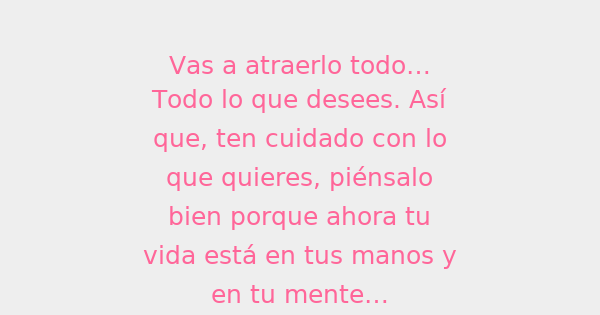 Vas a atraerlo todo...
Todo lo que desees. Así
que, ten cuidado con lo
que quieres, piénsalo
bien porque ahora tu
vida está en tus manos y
en tu mente...